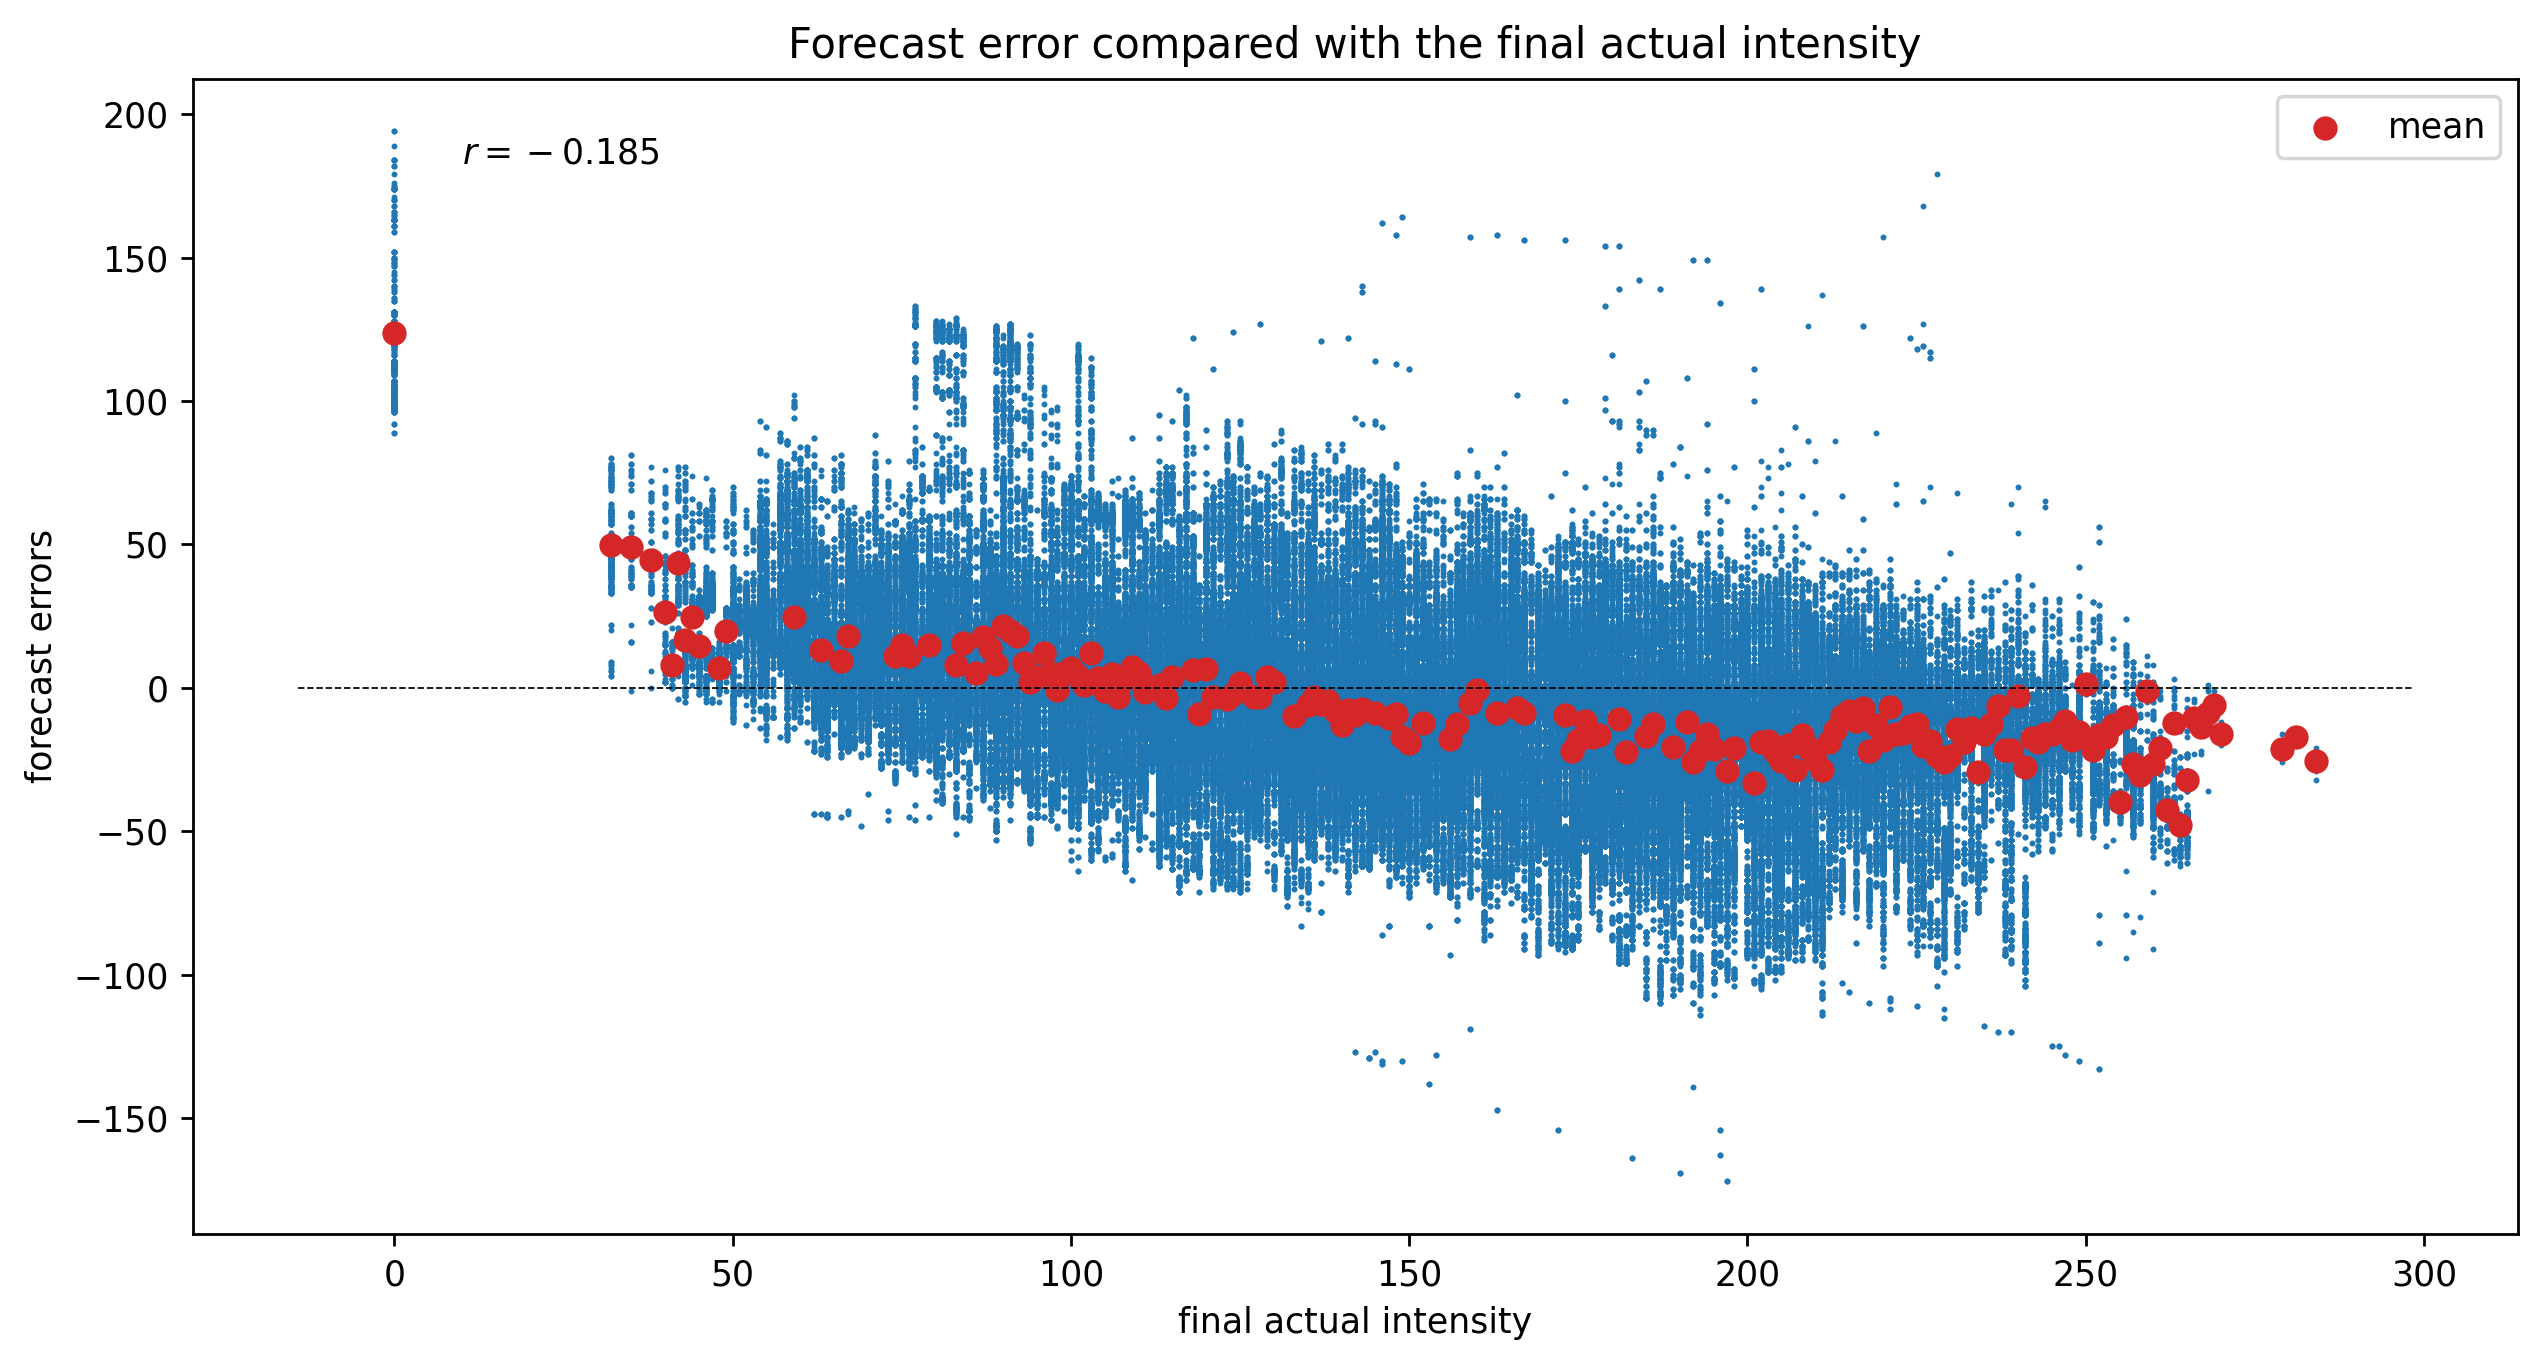 Forecast error compared with the final actual intensity
r = −0.185
mean
forecast errors
200
150
100
50
0
−50
−100
−150
0 50 100 150 200 250 300
final actual intensity